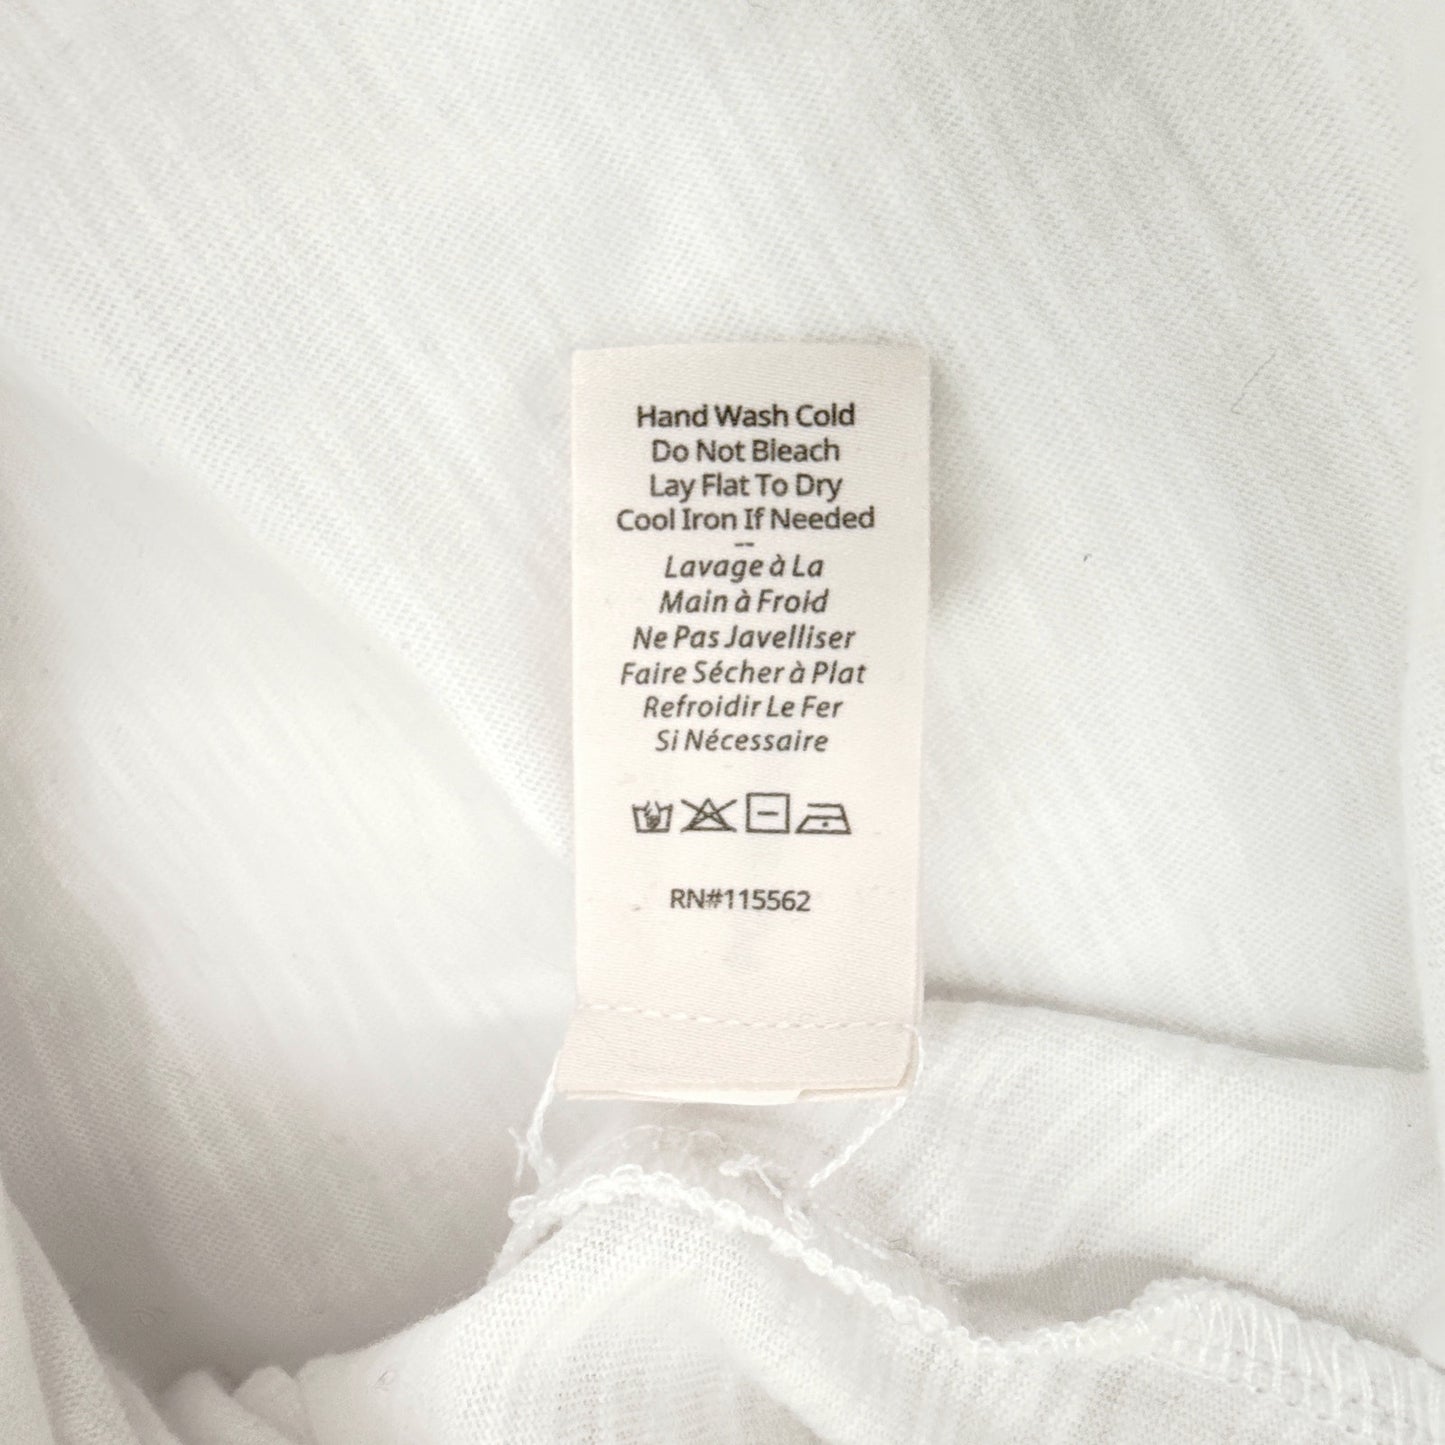 Hand Wash Cold
Do Not Bleach
Lay Flat To Dry
Cool Iron If Needed
--
Lavage à La
Main à Froid
Ne Pas Javelliser
Faire Sécher à Plat
Refroidir Le Fer
Si Nécessaire
RN#115562